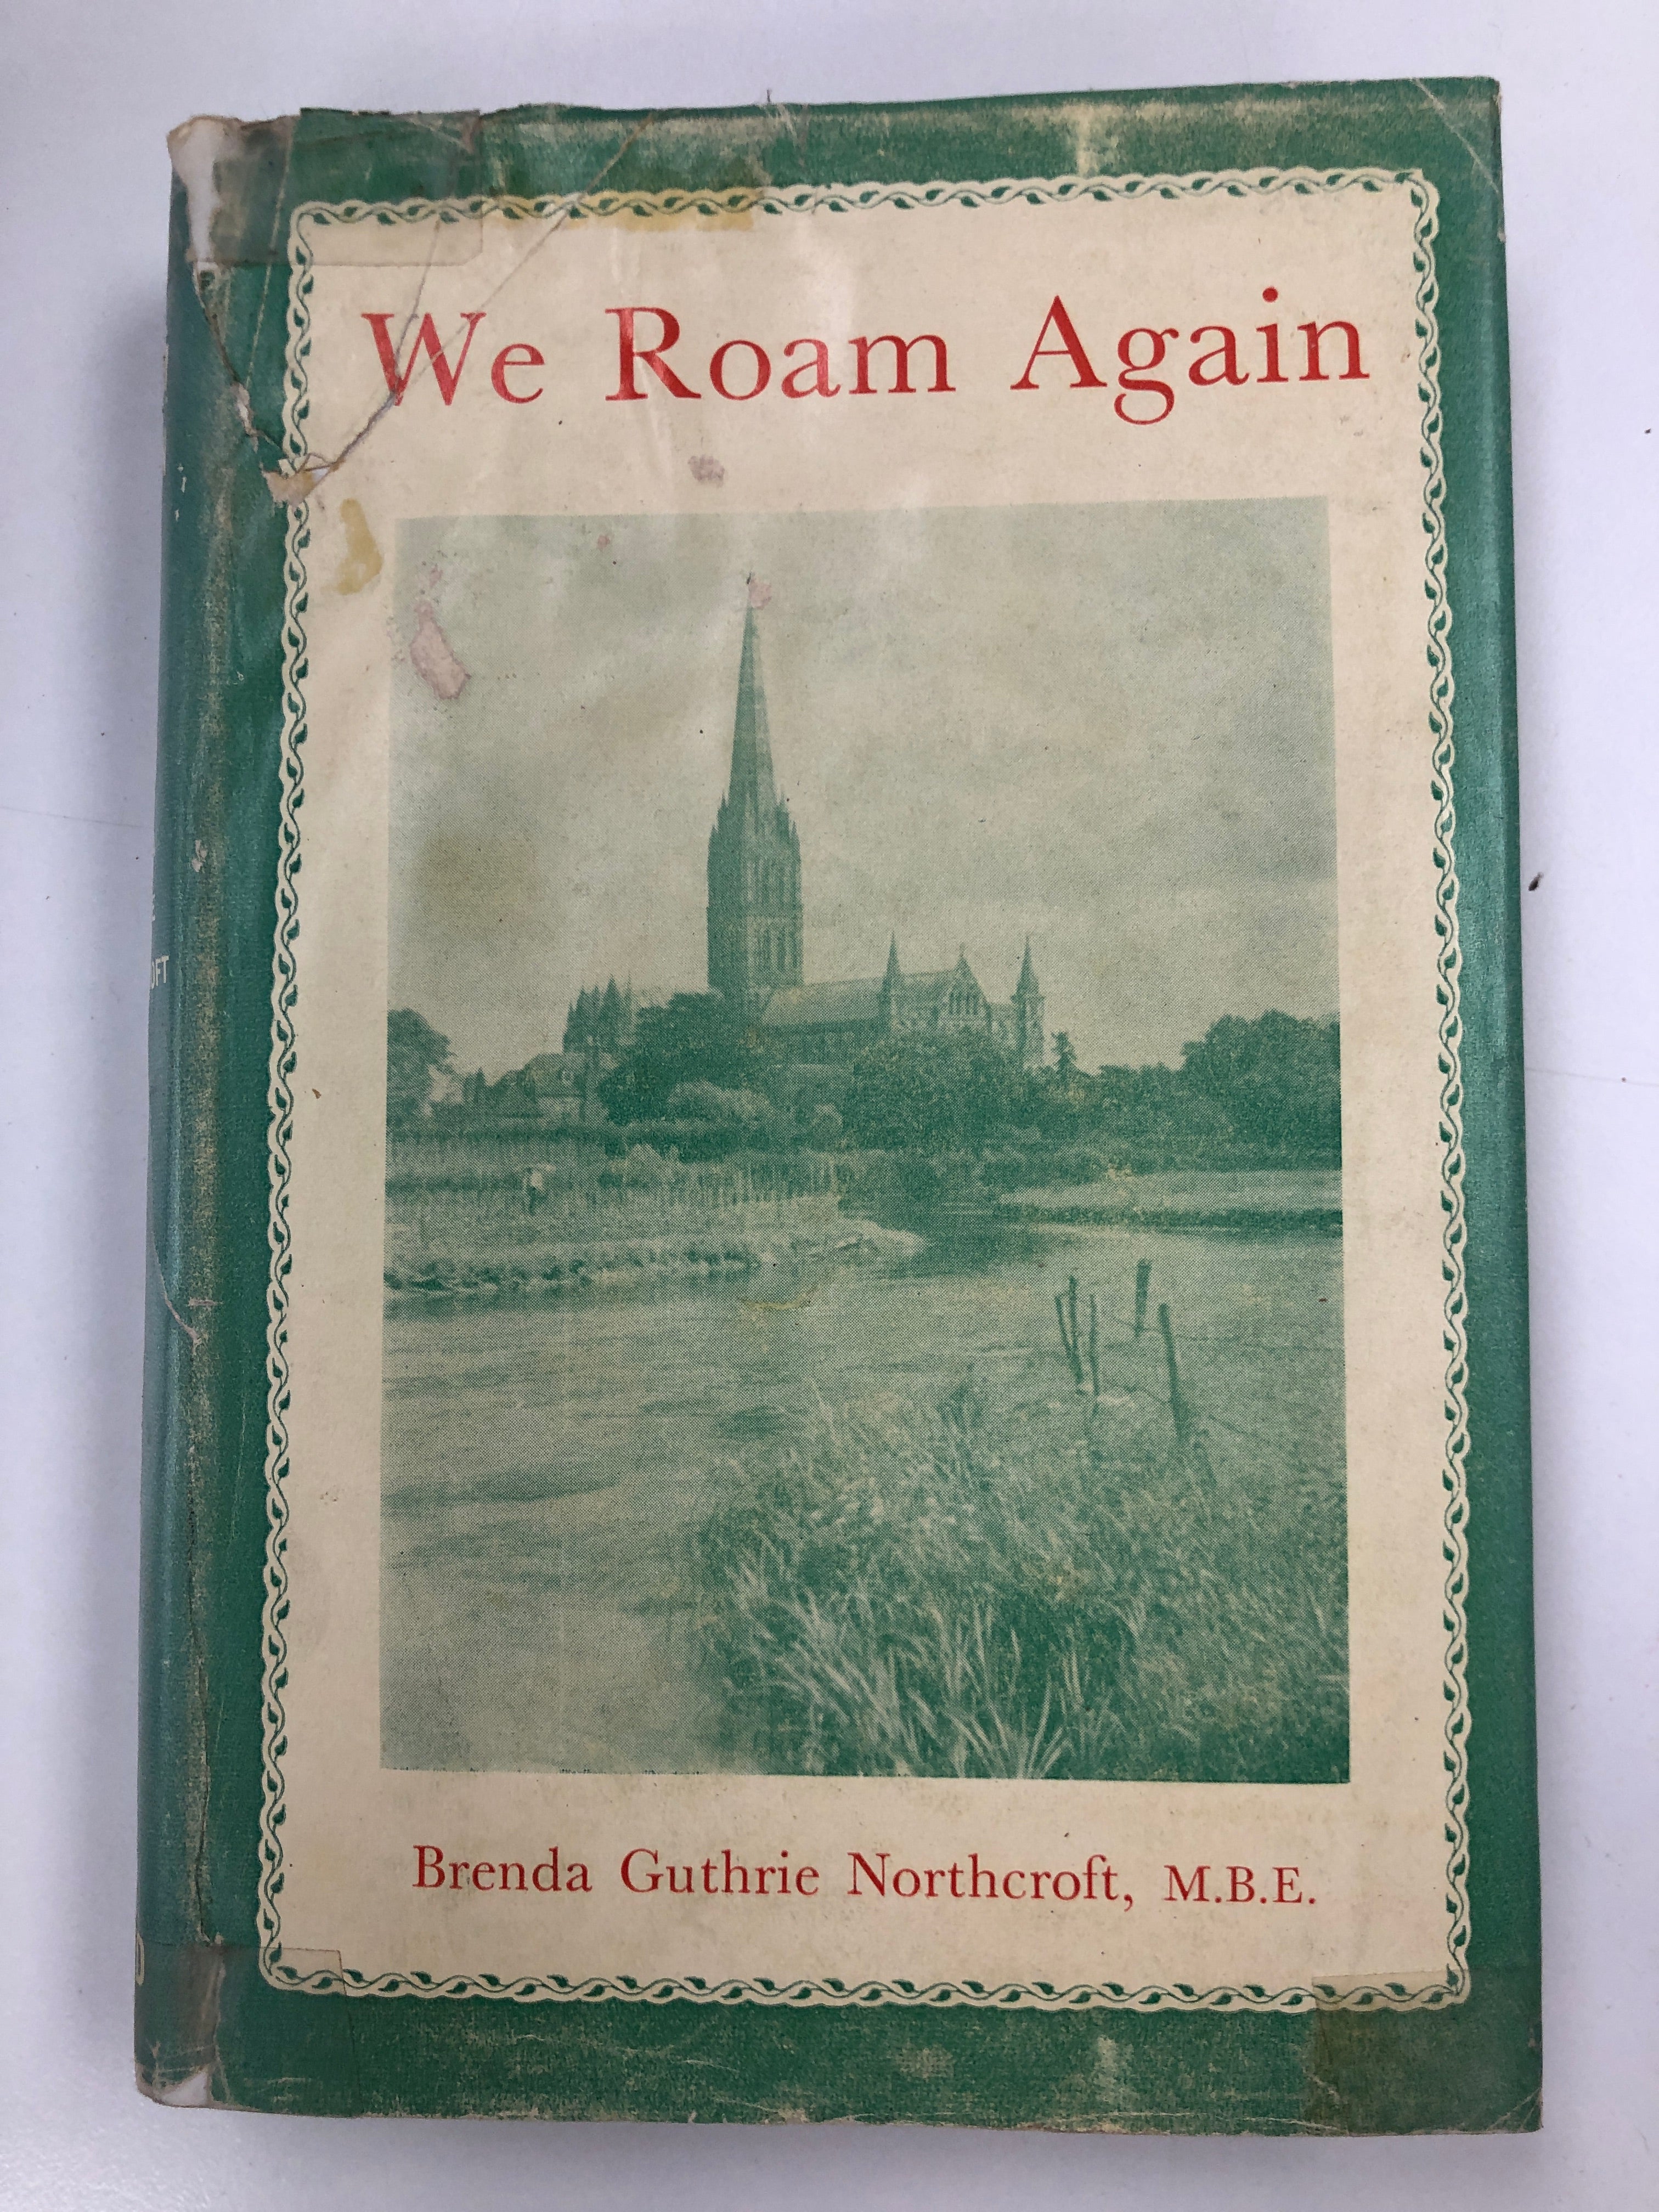 We Roam Again
Brenda Guthrie Northcroft, M.B.E.